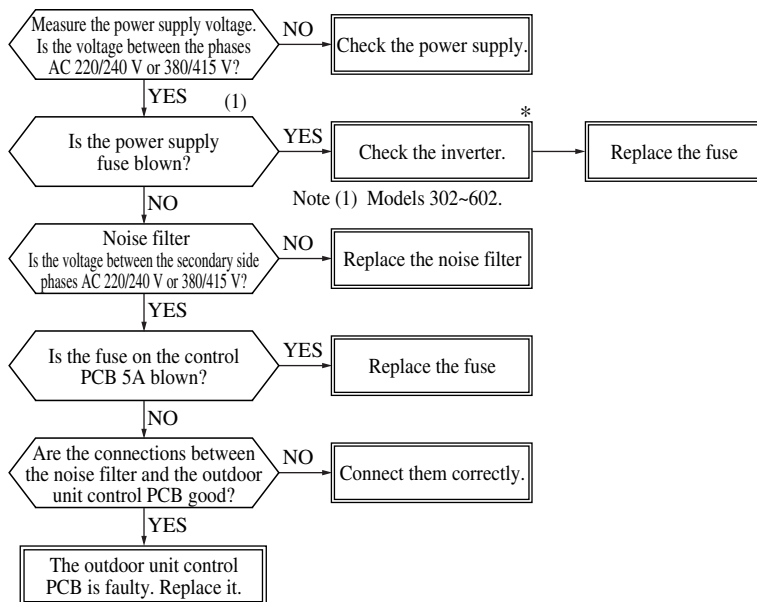 Measure the power supply voltage.
Is the voltage between the phases
AC 220/240 V or 380/415 V?
NO
Check the power supply.
YES
(1)
Is the power supply
fuse blown?
YES
*
Check the inverter.
Replace the fuse
NO
Note (1) Models 302~602.
Noise filter
Is the voltage between the secondary side
phases AC 220/240 V or 380/415 V?
NO
Replace the noise filter
YES
Is the fuse on the control
PCB 5A blown?
YES
Replace the fuse
NO
Are the connections between
the noise filter and the outdoor
unit control PCB good?
NO
Connect them correctly.
YES
The outdoor unit control
PCB is faulty. Replace it.